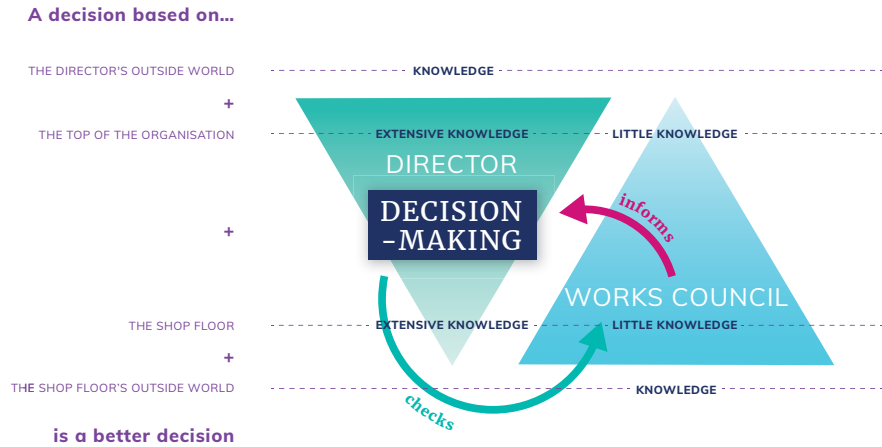 A decision based on...
THE DIRECTOR'S OUTSIDE WORLD
KNOWLEDGE
+
THE TOP OF THE ORGANISATION
EXTENSIVE KNOWLEDGE
LITTLE KNOWLEDGE
DIRECTOR
DECISION
-MAKING
informs
+
WORKS COUNCIL
THE SHOP FLOOR
EXTENSIVE KNOWLEDGE
LITTLE KNOWLEDGE
+
THE SHOP FLOOR'S OUTSIDE WORLD
KNOWLEDGE
checks
is a better decision